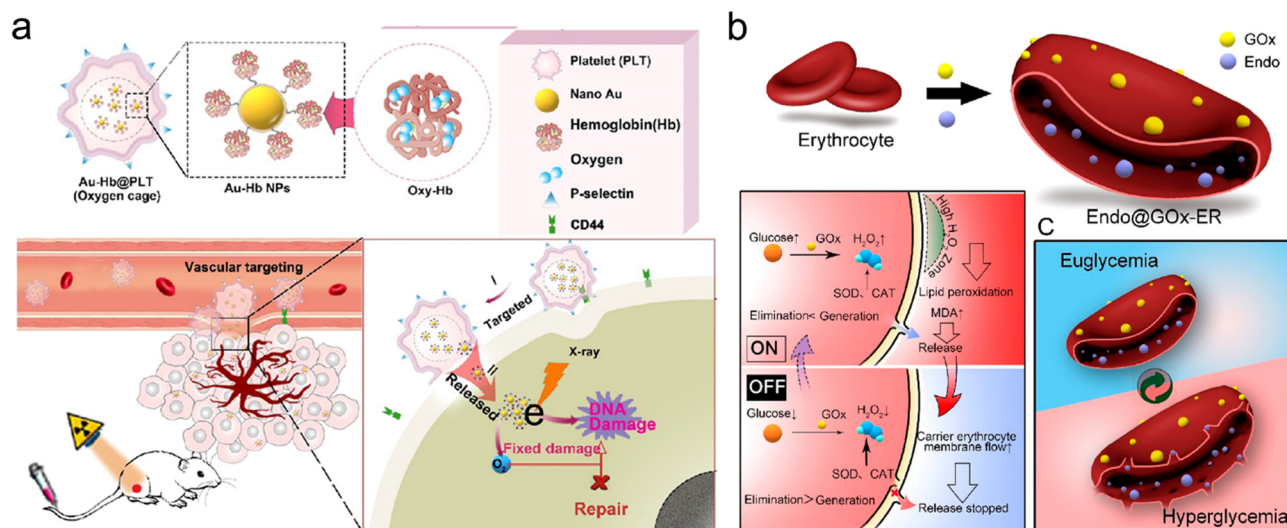 a
Au-Hb@PLT
(Oxygen cage)
Au-Hb NPs
Oxy-Hb
Platelet (PLT)
Nano Au
Hemoglobin(Hb)
Oxygen
P-selectin
CD44
Vascular targeting
I
Targeted
II
Released
X-ray
e
DNA
Damage
Fixed damage
O₂
Repair
b
Erythrocyte
GOx
Endo
Endo@GOx-ER
Glucose↑
GOx
H₂O₂↑
SOD、CAT
Elimination< Generation
ON
High H₂O₂ Zone
Lipid peroxidation
MDA↑
Release
OFF
Glucose↓
GOx
H₂O₂↓
SOD、CAT
Elimination＞Generation
Carrier erythrocyte
membrane flow↑
Release stopped
C
Euglycemia
Hyperglycemia